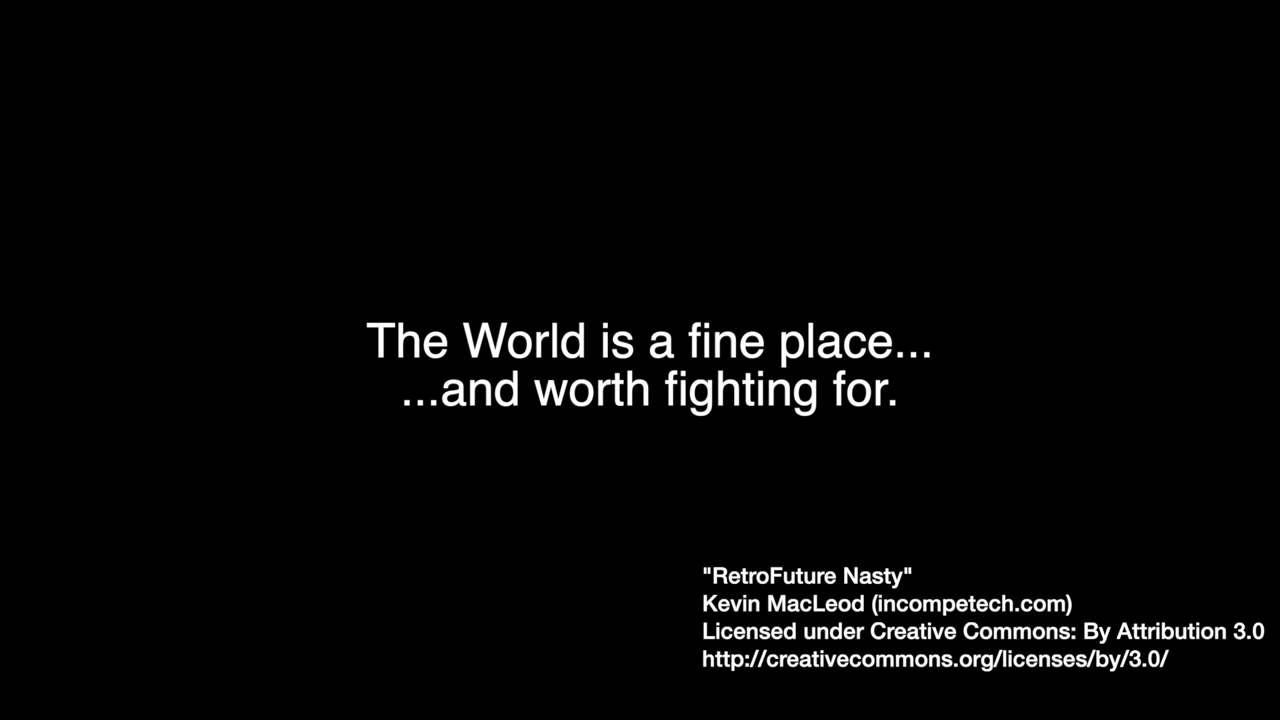 The World is a fine place...
...and worth fighting for.
"RetroFuture Nasty"
Kevin MacLeod (incompetech.com)
Licensed under Creative Commons: By Attribution 3.0
http://creativecommons.org/licenses/by/3.0/